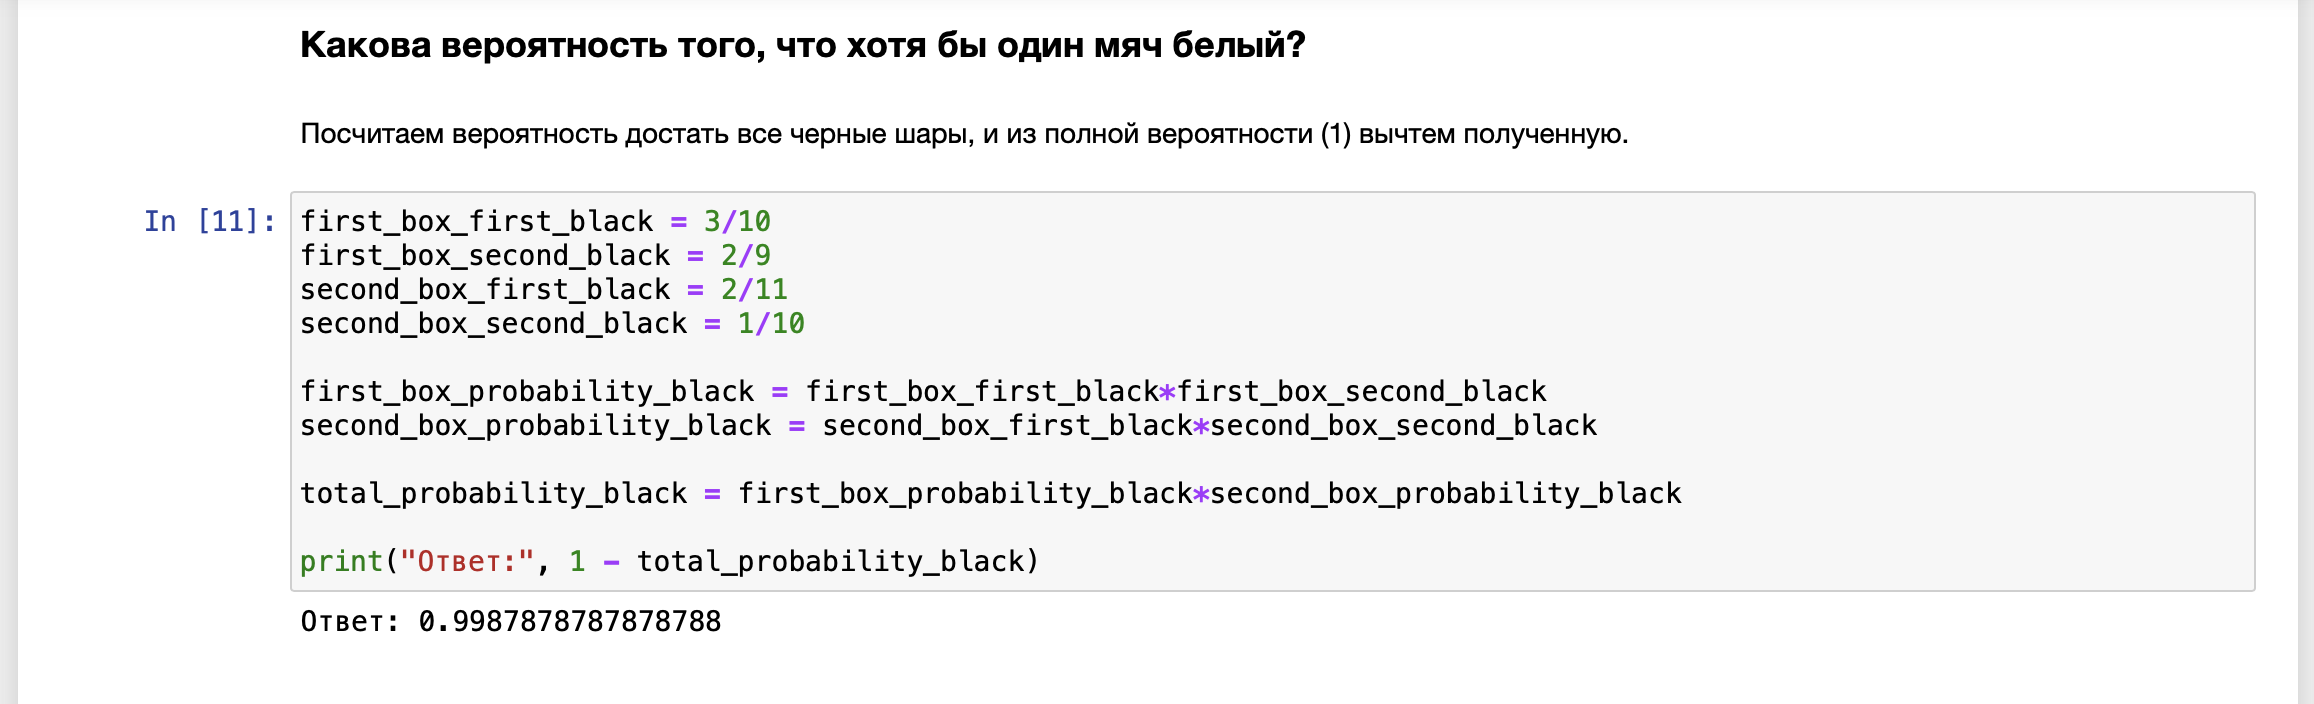 Какова вероятность того, что хотя бы один мяч белый?
Посчитаем вероятность достать все черные шары, и из полной вероятности (1) вычтем полученную.
In [11]:
first_box_first_black = 3/10
first_box_second_black = 2/9
second_box_first_black = 2/11
second_box_second_black = 1/10
first_box_probability_black = first_box_first_black*first_box_second_black
second_box_probability_black = second_box_first_black*second_box_second_black
total_probability_black = first_box_probability_black*second_box_probability_black
print("Ответ:", 1 - total_probability_black)
Ответ: 0.9987878787878788